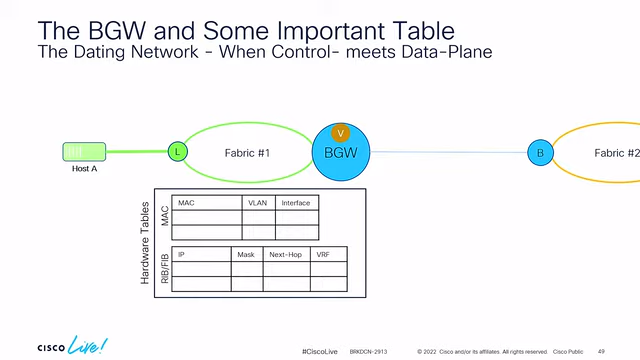 The BGW and Some Important Table
The Dating Network - When Control- meets Data-Plane
V
L
Fabric #1
BGW
B
Fabric #2
Host A
Hardware Tables
MAC
MAC VLAN Interface
RIB/FIB
IP Mask Next-Hop VRF
CISCO Live!
#CiscoLive BRKDCN-2913 © 2022 Cisco and/or its affiliates. All rights reserved. Cisco Public 49